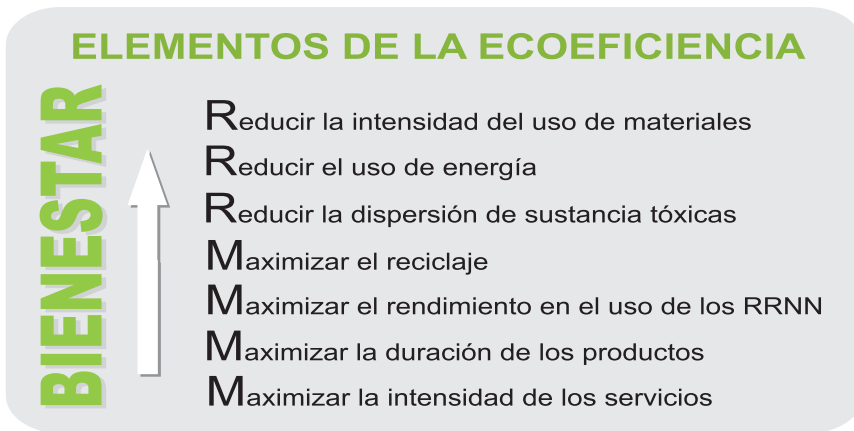 ELEMENTOS DE LA ECOEFICIENCIA
BIENESTAR
Reducir la intensidad del uso de materiales
Reducir el uso de energía
Reducir la dispersión de sustancia tóxicas
Maximizar el reciclaje
Maximizar el rendimiento en el uso de los RRNN
Maximizar la duración de los productos
Maximizar la intensidad de los servicios